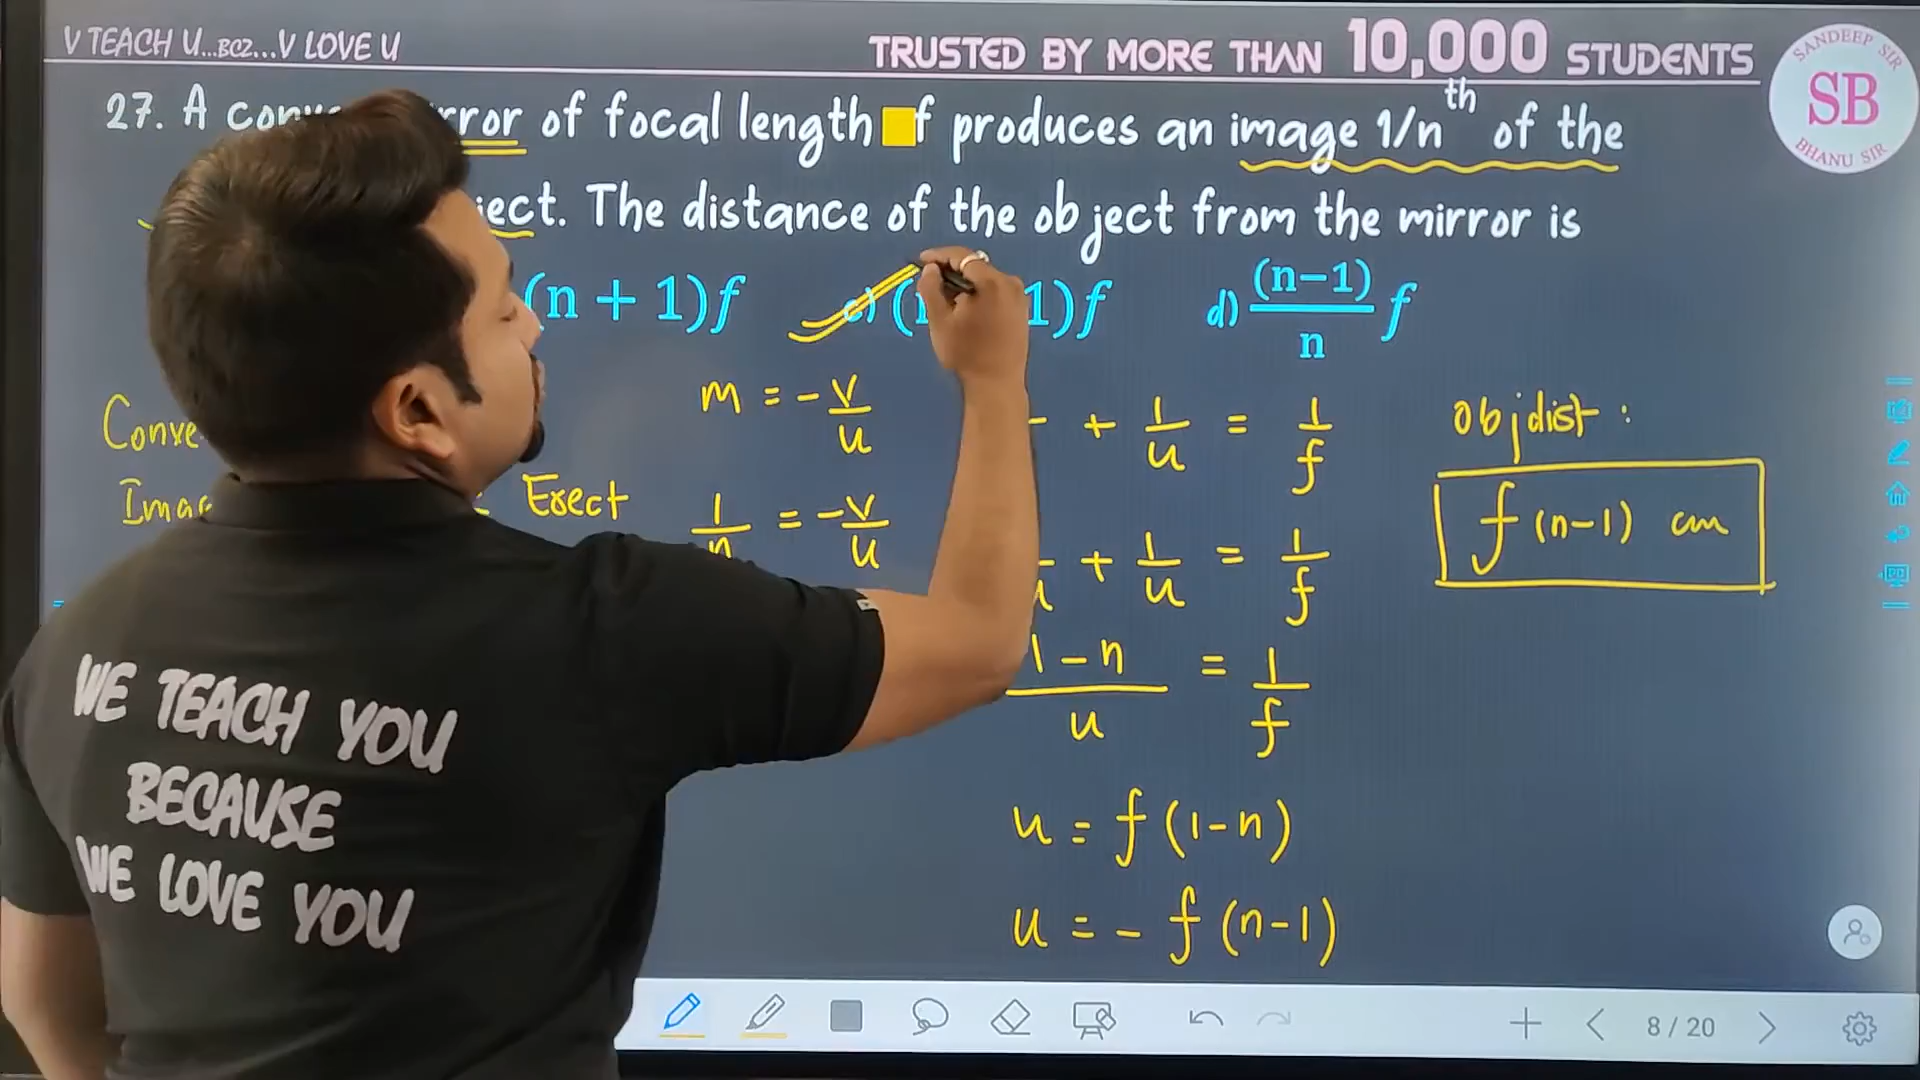 V TEACH U...BCZ...V LOVE U
TRUSTED BY MORE THAN 10,000 STUDENTS
SANDEEP SIR
SB
BHANU SIR
27. A rror of focal length f produces an image 1/nth of the
ject. The distance of the object from the mirror is
(n + 1)f
c) ( 1)f
d) (n-1)/n f
m = - v/u
+ 1/u = 1/f
Obj dist :
f (n-1) cm
Conve
Imag
Erect
1/n = - v/u
+ 1/u = 1/f
1-n/u = 1/f
u = f (1-n)
u = - f (n-1)
WE TEACH YOU
BECAUSE
WE LOVE YOU
8 / 20